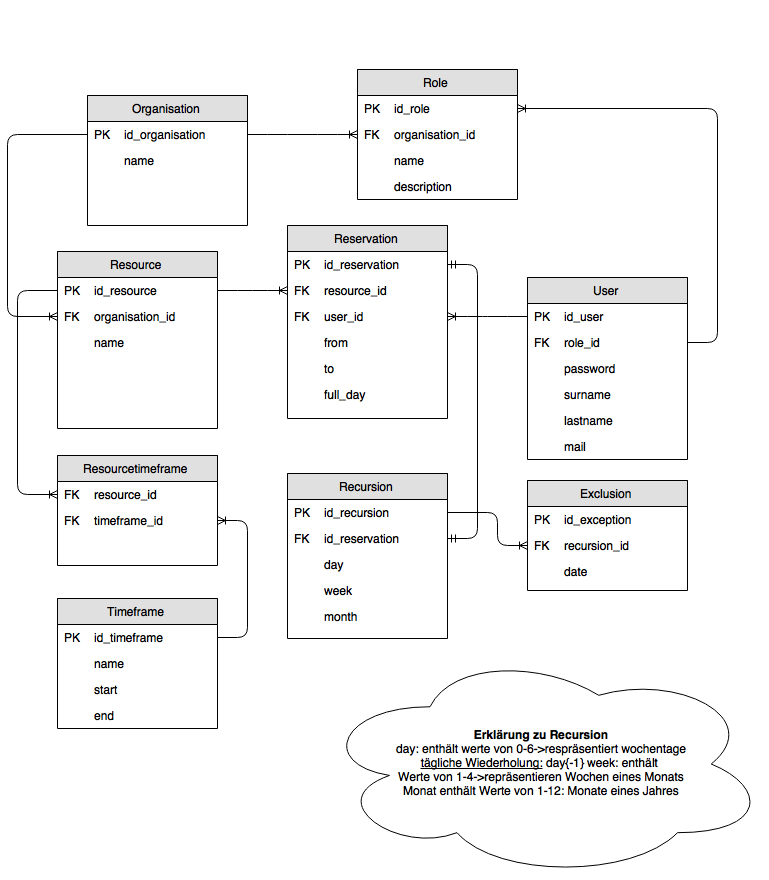 Role
PK id_role
FK organisation_id
name
description
Organisation
PK id_organisation
name
Reservation
PK id_reservation
FK resource_id
FK user_id
from
to
full_day
Resource
PK id_resource
FK organisation_id
name
User
PK id_user
FK role_id
password
surname
lastname
mail
Resourcetimeframe
FK resource_id
FK timeframe_id
Recursion
PK id_recursion
FK id_reservation
day
week
month
Exclusion
PK id_exception
FK recursion_id
date
Timeframe
PK id_timeframe
name
start
end
Erklärung zu Recursion
day: enthält werte von 0-6->respräsentiert wochentage
tägliche Wiederholung: day{-1} week: enthält
Werte von 1-4->repräsentieren Wochen eines Monats
Monat enthält Werte von 1-12: Monate eines Jahres